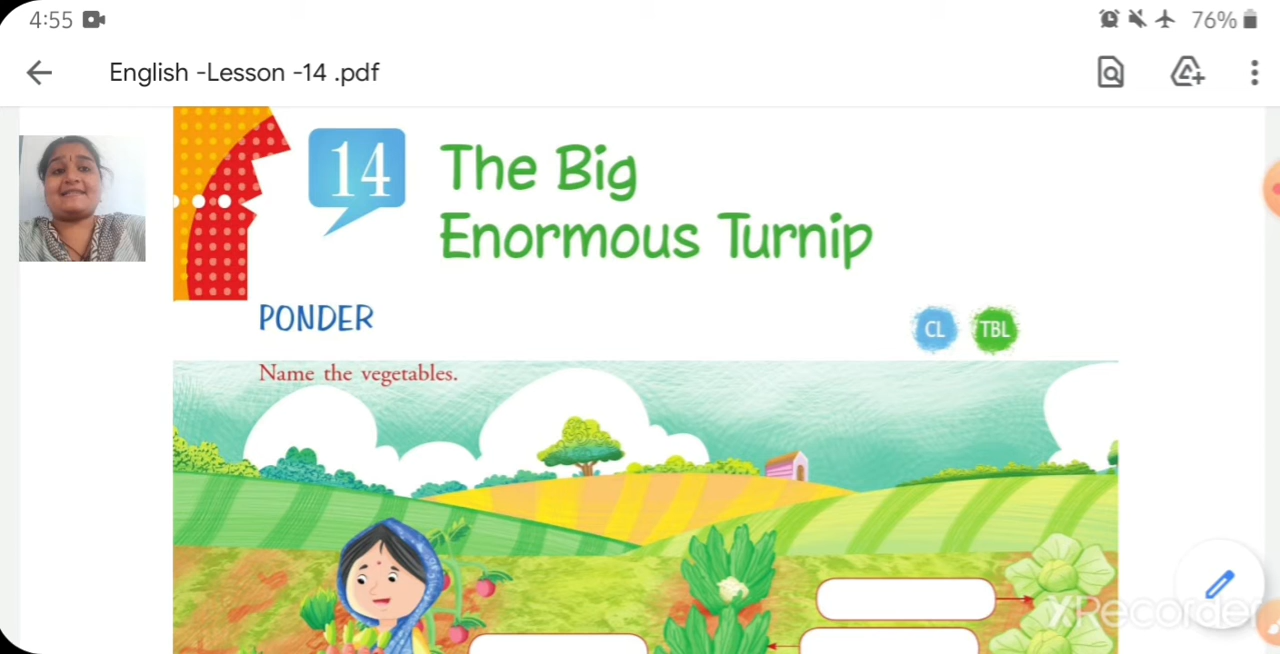 4:55
76%
English -Lesson -14 .pdf
14
The Big
Enormous Turnip
PONDER
CL TBL
Name the vegetables.
XRecorder